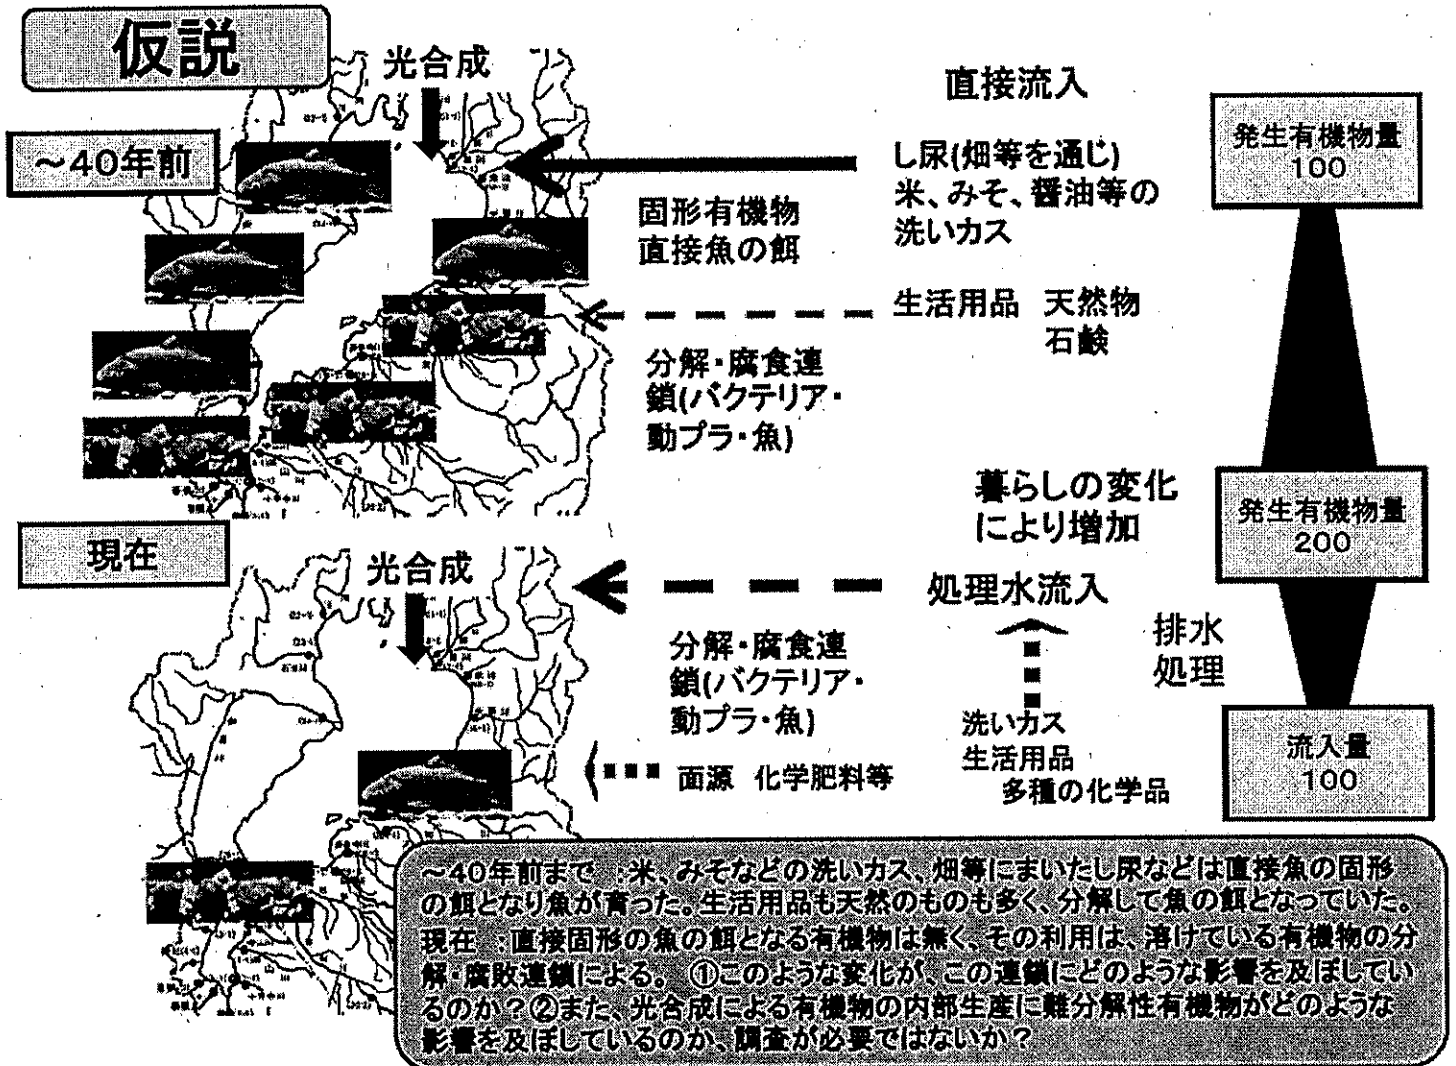 仮説
光合成
～40年前
直接流入
し尿(畑等を通じ)
米、みそ、醤油等の
洗いカス
発生有機物量
100
固形有機物
直接魚の餌
生活用品 天然物
石鹸
分解・腐食連
鎖(バクテリア・
動プラ・魚)
暮らしの変化
により増加
発生有機物量
200
現在
光合成
処理水流入
排水
処理
分解・腐食連
鎖(バクテリア・
動プラ・魚)
洗いカス
生活用品
多種の化学品
面源 化学肥料等
流入量
100
～40年前まで ：米、みそなどの洗いカス、畑等にまいたし尿などは直接魚の固形
の餌となり魚が育った。生活用品も天然のものも多く、分解して魚の餌となっていた。
現在 ：直接固形の魚の餌となる有機物は無く、その利用は、溶けている有機物の分
解・腐敗連鎖による。 ①このような変化が、この連鎖にどのような影響を及ぼしてい
るのか？②また、光合成による有機物の内部生産に難分解性有機物がどのような
影響を及ぼしているのか、調査が必要ではないか？